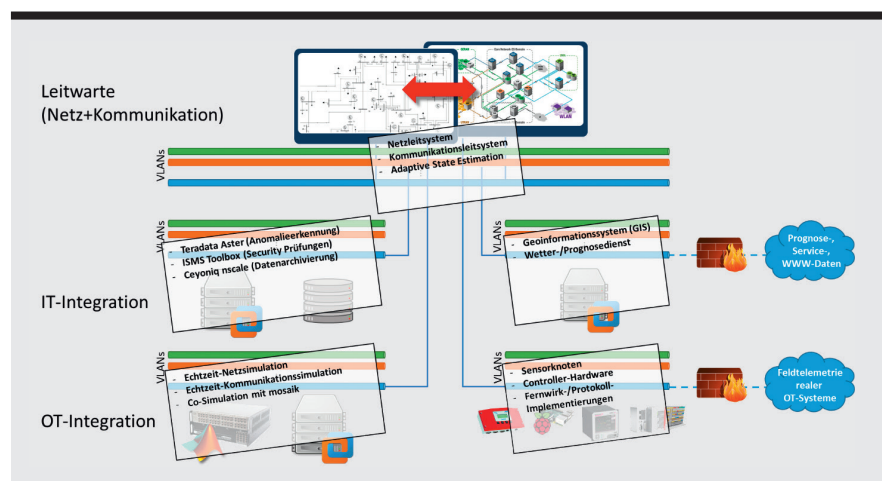 Leitwarte
(Netz+Kommunikation)
WLAN
- Netzleitsystem
- Kommunikationsleitsystem
- Adaptive State Estimation
VLANs
VLANs
- Teradata Aster (Anomalieerkennung)
- ISMS Toolbox (Security Prüfungen)
- Ceyoniq nscale (Datenarchivierung)
IT-Integration
VLANs
- Geoinformationssystem (GIS)
- Wetter-/Prognosedienst
Prognose-,
Service-,
WWW-Daten
VLANs
- Echtzeit-Netzsimulation
- Echtzeit-Kommunikationssimulation
- Co-Simulation mit mosaik
OT-Integration
VLANs
- Sensorknoten
- Controller-Hardware
- Fernwirk-/Protokoll-
Implementierungen
Feldtelemetrie
realer
OT-Systeme